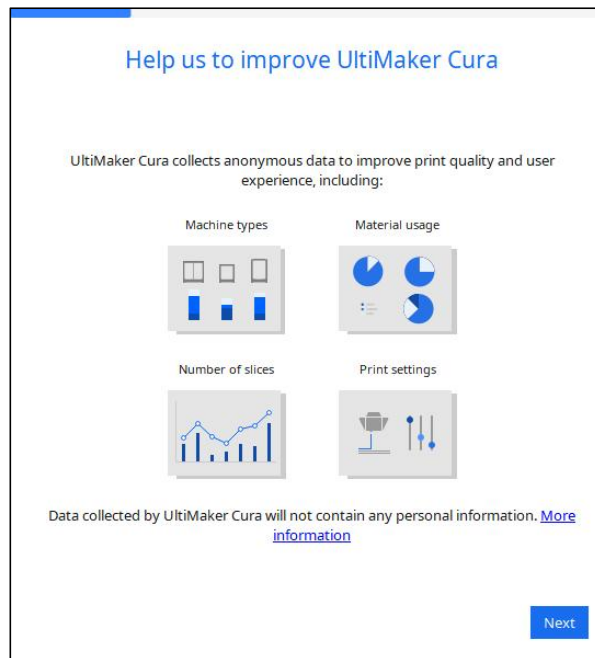 Help us to improve UltiMaker Cura
UltiMaker Cura collects anonymous data to improve print quality and user
experience, including:
Machine types
Material usage
Number of slices
Print settings
Data collected by UltiMaker Cura will not contain any personal information. More
information
Next